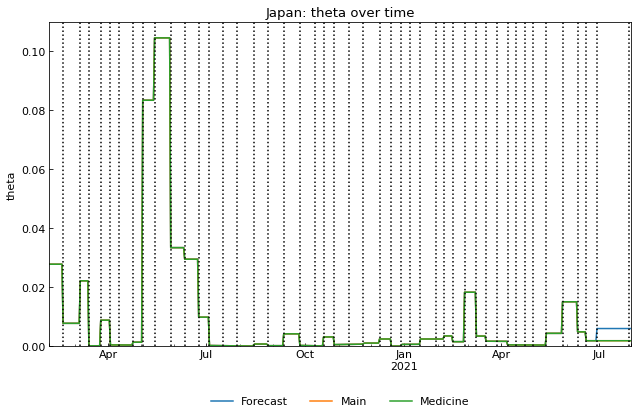 Japan: theta over time
0.10
0.08
0.06
0.04
0.02
0.00
theta
Apr Jul Oct Jan Apr Jul
2021
Forecast Main Medicine